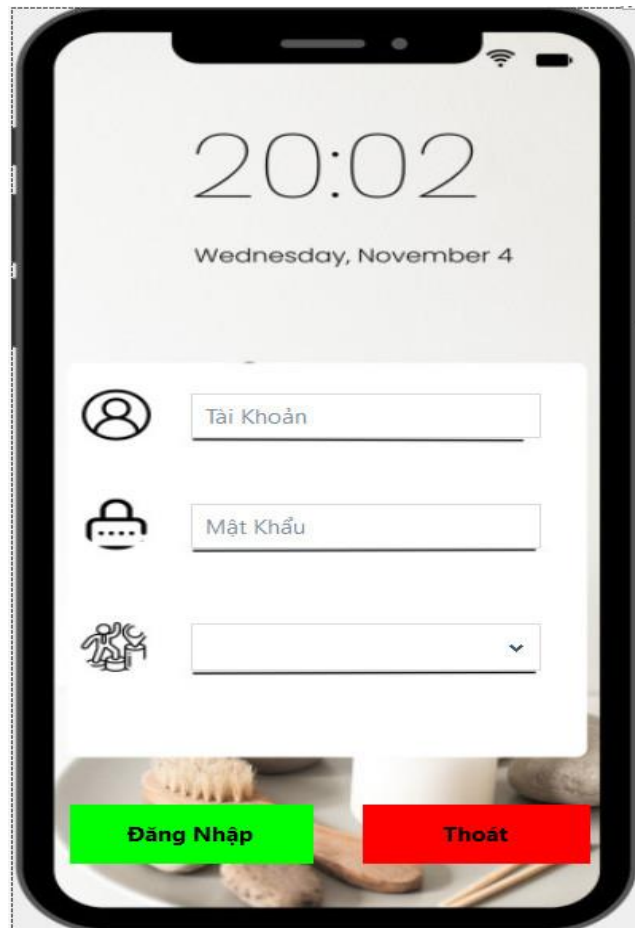 20:02
Wednesday, November 4
Tài Khoản
Mật Khẩu
Đăng Nhập
Thoát